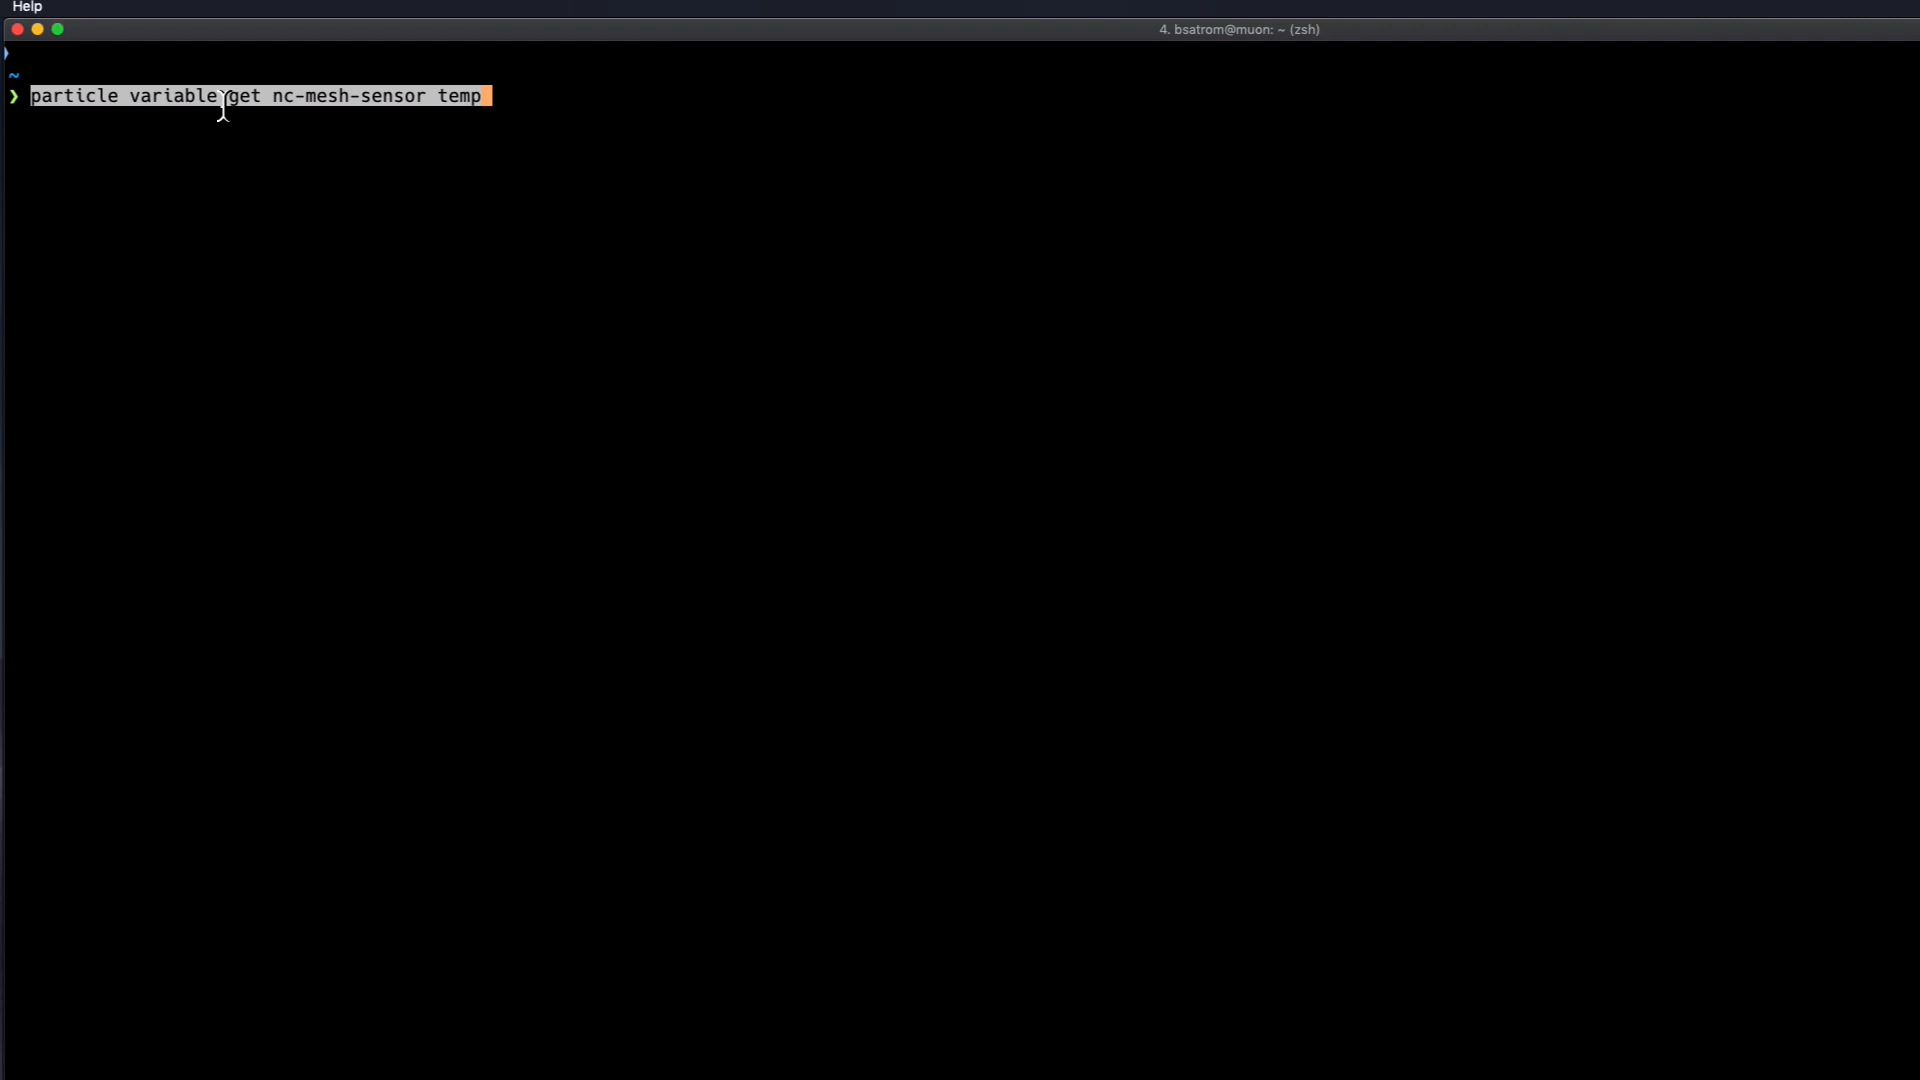 Help
4. bsatrom@muon: ~ (zsh)
~
❯ particle variable get nc-mesh-sensor temp